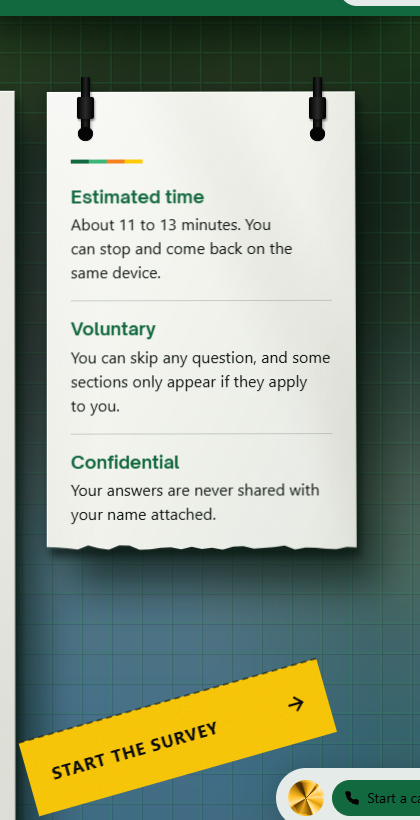 Estimated time
About 11 to 13 minutes. You
can stop and come back on the
same device.
Voluntary
You can skip any question, and some
sections only appear if they apply
to you.
Confidential
Your answers are never shared with
your name attached.
START THE SURVEY →
Start a